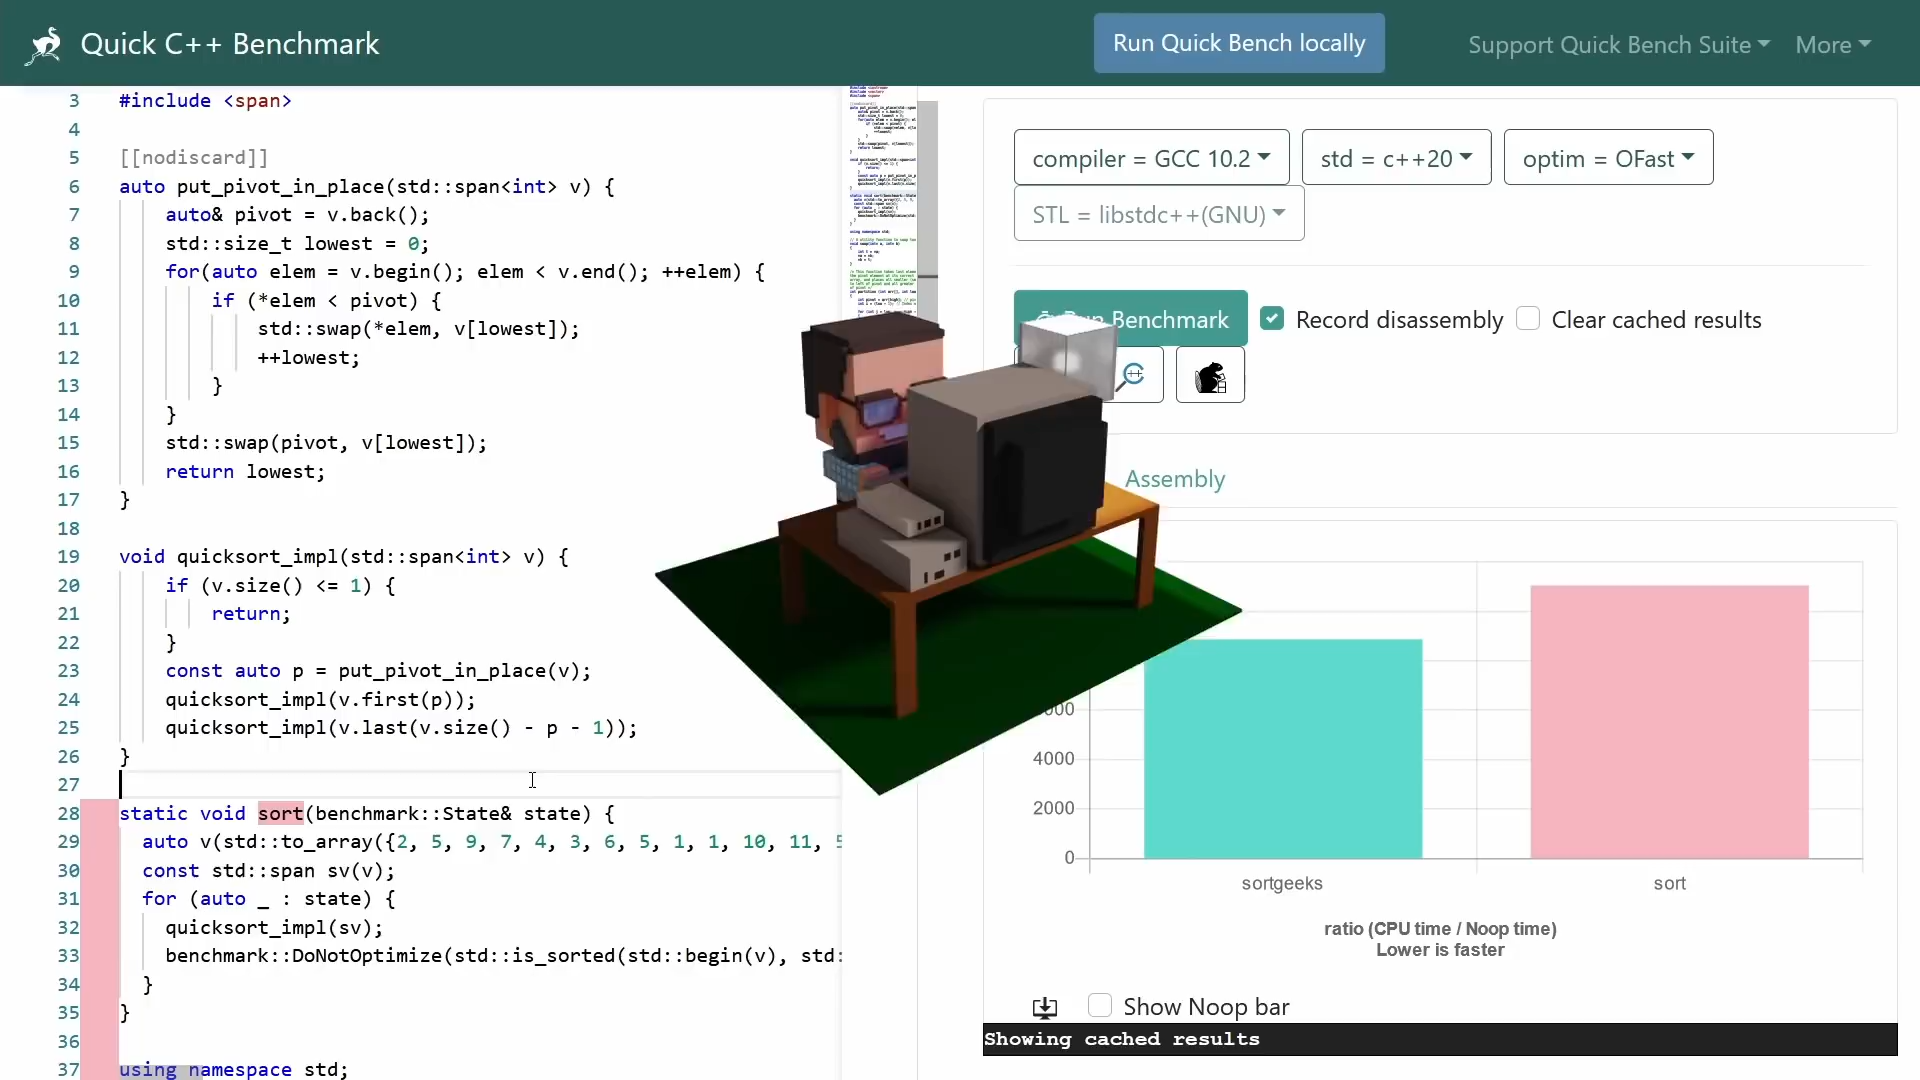 Quick C++ Benchmark
Run Quick Bench locally
Support Quick Bench Suite
More
3 #include <span>
4
5 [[nodiscard]]
6 auto put_pivot_in_place(std::span<int> v) {
7 auto& pivot = v.back();
8 std::size_t lowest = 0;
9 for(auto elem = v.begin(); elem < v.end(); ++elem) {
10 if (*elem < pivot) {
11 std::swap(*elem, v[lowest]);
12 ++lowest;
13 }
14 }
15 std::swap(pivot, v[lowest]);
16 return lowest;
17 }
18
19 void quicksort_impl(std::span<int> v) {
20 if (v.size() <= 1) {
21 return;
22 }
23 const auto p = put_pivot_in_place(v);
24 quicksort_impl(v.first(p));
25 quicksort_impl(v.last(v.size() - p - 1));
26 }
27
28 static void sort(benchmark::State& state) {
29 auto v(std::to_array({2, 5, 9, 7, 4, 3, 6, 5, 1, 1, 10, 11, 5
30 const std::span sv(v);
31 for (auto _ : state) {
32 quicksort_impl(sv);
33 benchmark::DoNotOptimize(std::is_sorted(std::begin(v), std:
34 }
35 }
36
37 using namespace std;
compiler = GCC 10.2
std = c++20
optim = OFast
STL = libstdc++(GNU)
Benchmark
Record disassembly
Clear cached results
Assembly
4000
2000
0
sortgeeks
sort
ratio (CPU time / Noop time)
Lower is faster
Show Noop bar
Showing cached results